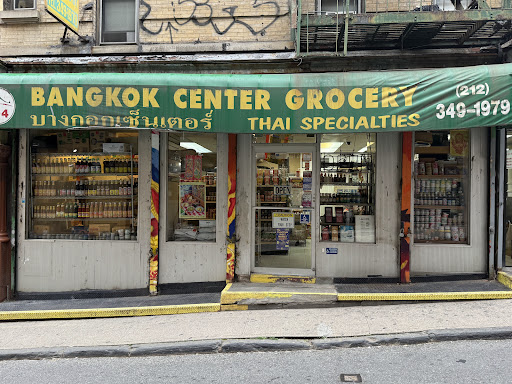 BANGKOK CENTER GROCERY
(212)
349-1979
บางกอกเซ็นเตอร์
THAI SPECIALTIES
4